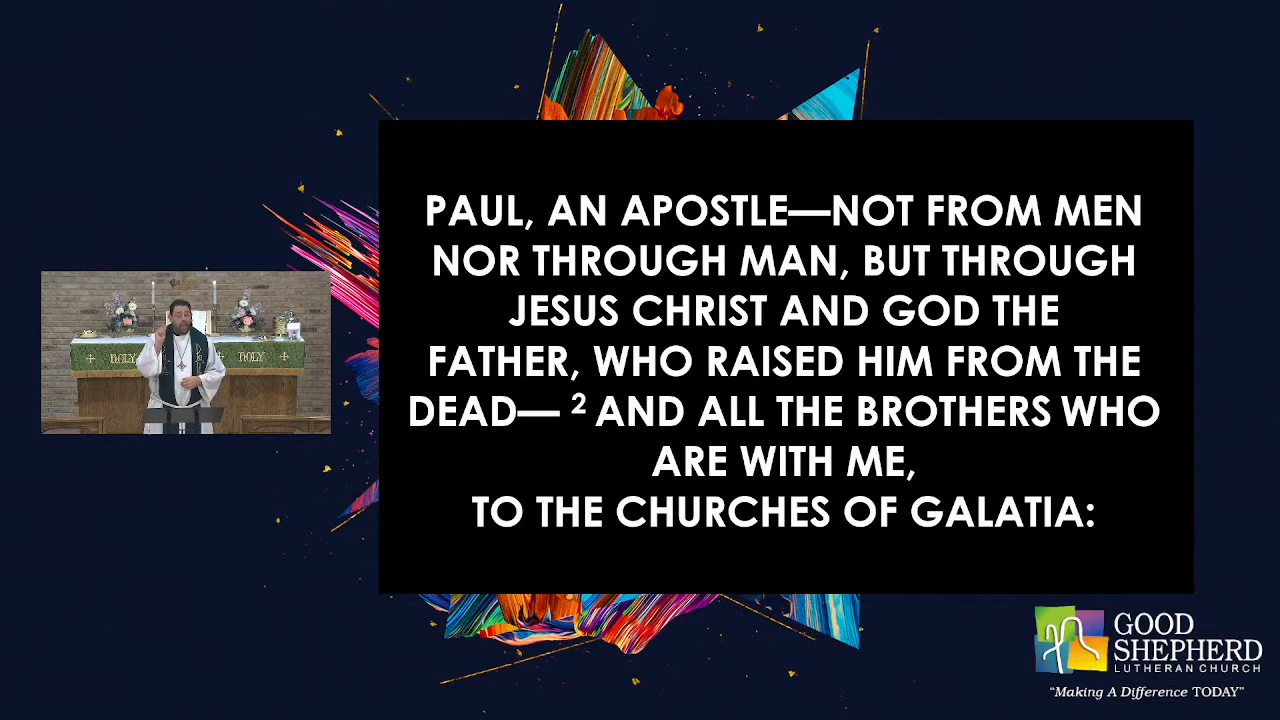 PAUL, AN APOSTLE—NOT FROM MEN
NOR THROUGH MAN, BUT THROUGH
JESUS CHRIST AND GOD THE
FATHER, WHO RAISED HIM FROM THE
DEAD— 2 AND ALL THE BROTHERS WHO
ARE WITH ME,
TO THE CHURCHES OF GALATIA:
HOLY HOLY
GOOD
SHEPHERD
LUTHERAN CHURCH
"Making A Difference TODAY"